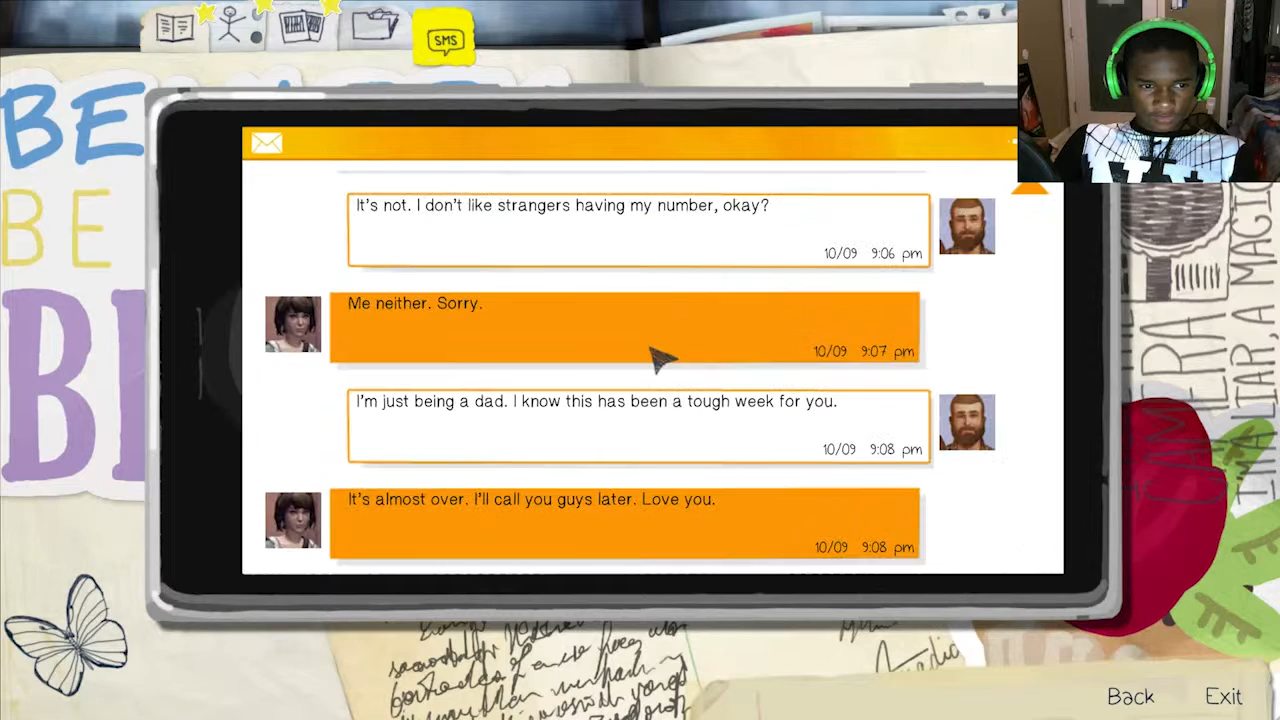 SMS
BE
BE
It's not. I don't like strangers having my number, okay?
10/09 9:06 pm
Me neither. Sorry.
10/09 9:07 pm
I'm just being a dad. I know this has been a tough week for you.
10/09 9:08 pm
It's almost over. I'll call you guys later. Love you.
10/09 9:08 pm
LIAR, A MAGIC
Back Exit